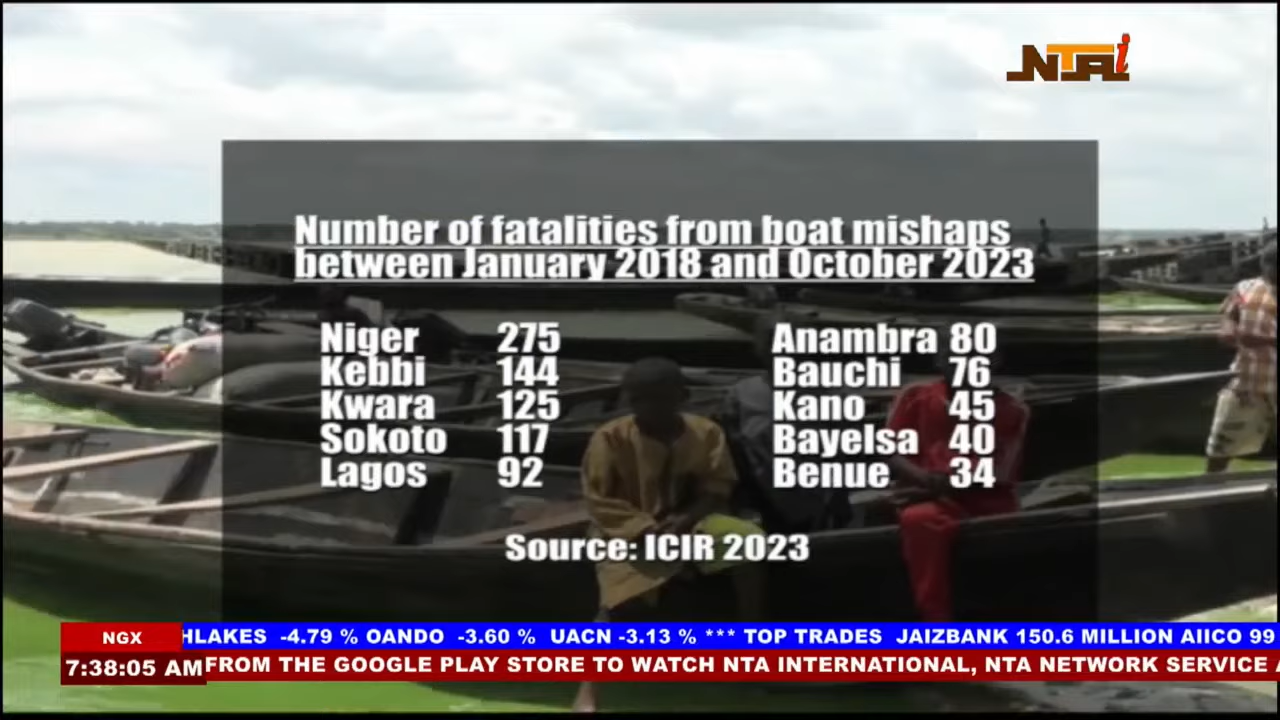 NTAi
Number of fatalities from boat mishaps
between January 2018 and October 2023
Niger 275
Kebbi 144
Kwara 125
Sokoto 117
Lagos 92
Anambra 80
Bauchi 76
Kano 45
Bayelsa 40
Benue 34
Source: ICIR 2023
NGX
HLAKES -4.79 % OANDO -3.60 % UACN -3.13 % *** TOP TRADES JAIZBANK 150.6 MILLION AIICO 99
7:38:05 AM
FROM THE GOOGLE PLAY STORE TO WATCH NTA INTERNATIONAL, NTA NETWORK SERVICE A